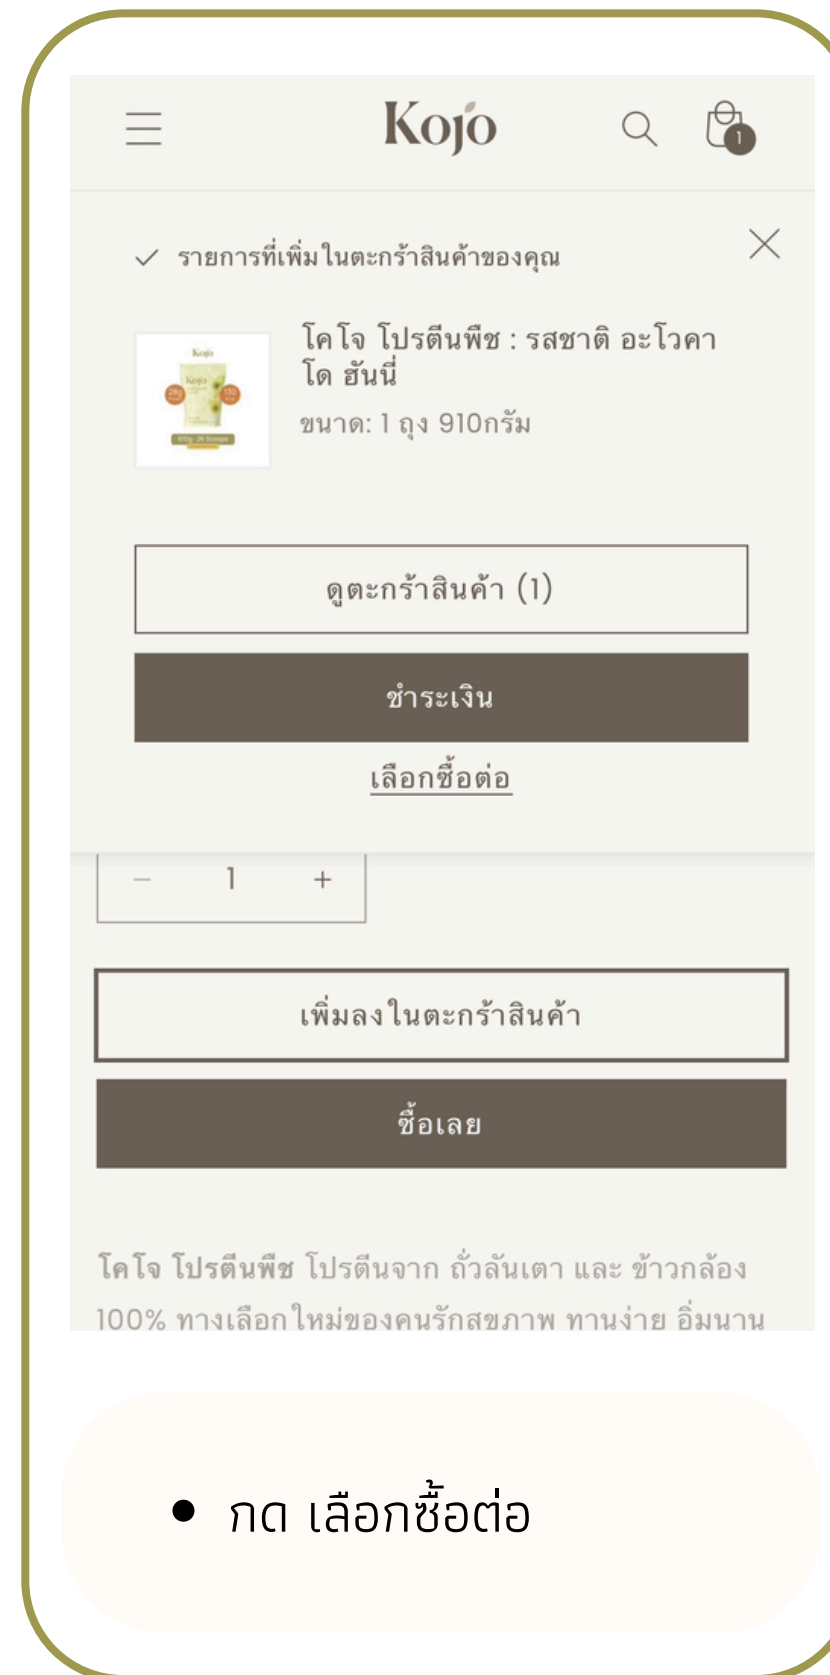 Kojo
1
รายการที่เพิ่มในตะกร้าสินค้าของคุณ
โคโจ โปรตีนพืช : รสชาติ อะโวคา
โด ฮันนี่
ขนาด: 1 ถุง 910กรัม
Kojo
Kojo
ดูตะกร้าสินค้า (1)
ชำระเงิน
เลือกซื้อต่อ
− 1 +
เพิ่มลงในตะกร้าสินค้า
ซื้อเลย
โคโจ โปรตีนพืช โปรตีนจาก ถั่วลันเตา และ ข้าวกล้อง
100% ทางเลือกใหม่ของคนรักสุขภาพ ทานง่าย อิ่มนาน
• กด เลือกซื้อต่อ